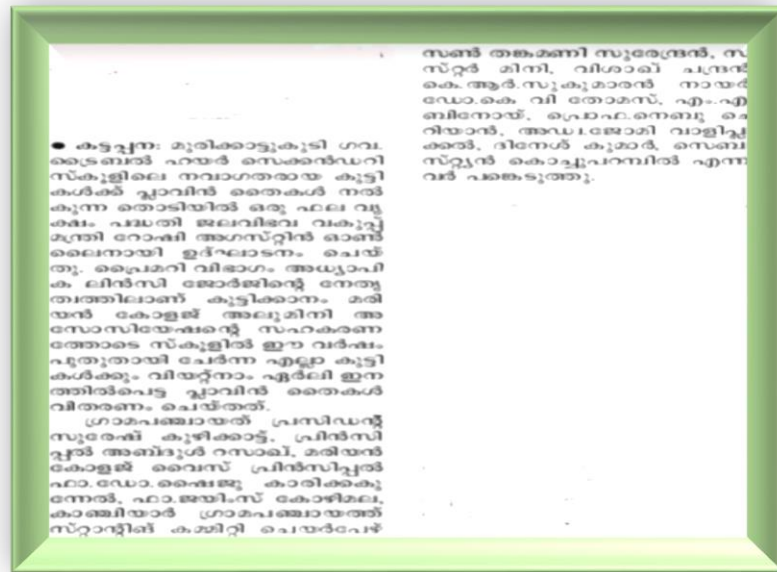 ● കട്ടപ്പന: മുരിക്കാട്ടുകുടി ഗവ.
ട്രൈബൽ ഹയർ സെക്കൻഡറി
സ്കൂളിലെ നവാഗതരായ കുട്ടി
കൾക്ക് പ്ലാവിൻ തൈകൾ നൽ
കുന്ന തൊടിയിൽ ഒരു ഫല വൃ
ക്ഷം പദ്ധതി ജലവിഭവ വകുപ്പ്
മന്ത്രി റോഷി അഗസ്റ്റിൻ ഓൺ
ലൈനായി ഉദ്ഘാടനം ചെയ്
തു. പ്രൈമറി വിഭാഗം അധ്യാപി
ക ലിൻസി ജോർജിന്റെ നേതൃ
ത്വത്തിലാണ് കുട്ടിക്കാനം മരി
യൻ കോളജ് അലുമിനി അ
സോസിയേഷന്റെ സഹകരണ
ത്തോടെ സ്കൂളിൽ ഈ വർഷം
പുതുതായി ചേർന്ന എല്ലാ കുട്ടി
കൾക്കും വിയറ്റ്നാം ഏർലി ഇന
ത്തിൽപെട്ട പ്ലാവിൻ തൈകൾ
വിതരണം ചെയ്തത്.
ഗ്രാമപഞ്ചായത് പ്രസിഡന്റ്
സുരേഷ് കുഴിക്കാട്ട്, പ്രിൻസി
പ്പൽ അബ്ദുൾ റസാഖ്, മരിയൻ
കോളജ് വൈസ് പ്രിൻസിപ്പൽ
ഫാ.ഡോ.ഷൈജു കാരിക്കകു
ന്നേൽ, ഫാ.ജയിംസ് കോഴിമല,
കാഞ്ചിയാർ ഗ്രാമപഞ്ചായത്ത്
സ്റ്റാന്റിങ് കമ്മിറ്റി ചെയർപേഴ്
സൺ തങ്കമണി സുരേന്ദ്രൻ, സി
സ്റ്റർ മിനി, വിശാഖ് ചന്ദ്രൻ
കെ.ആർ.സുകുമാരൻ നായർ
ഡോ.കെ വി തോമസ്, എം.എ
ബിനോയ്, പ്രൊഫ.നെബു ചെ
റിയാൻ, അഡ്വ.ജോമി വാളിപ്ല
ക്കൽ, ദിനേശ് കുമാർ, സെബ
സ്റ്റ്യൻ കൊച്ചുപറമ്പിൽ എന്നി
വർ പങ്കെടുത്തു.